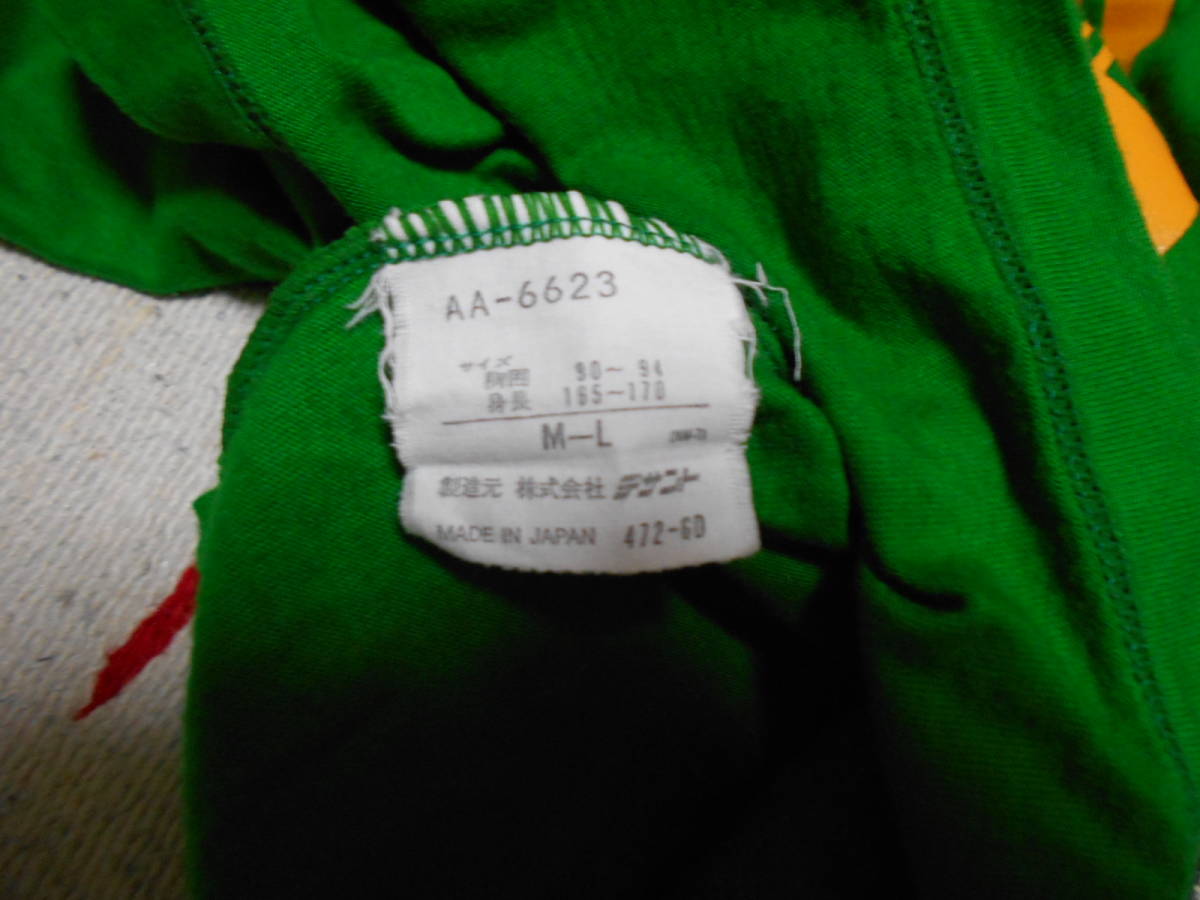 AA-6623
サイズ
胸囲 90～94
身長 165～170
M—L
製造元 株式会社 デサント
MADE IN JAPAN 472-6D